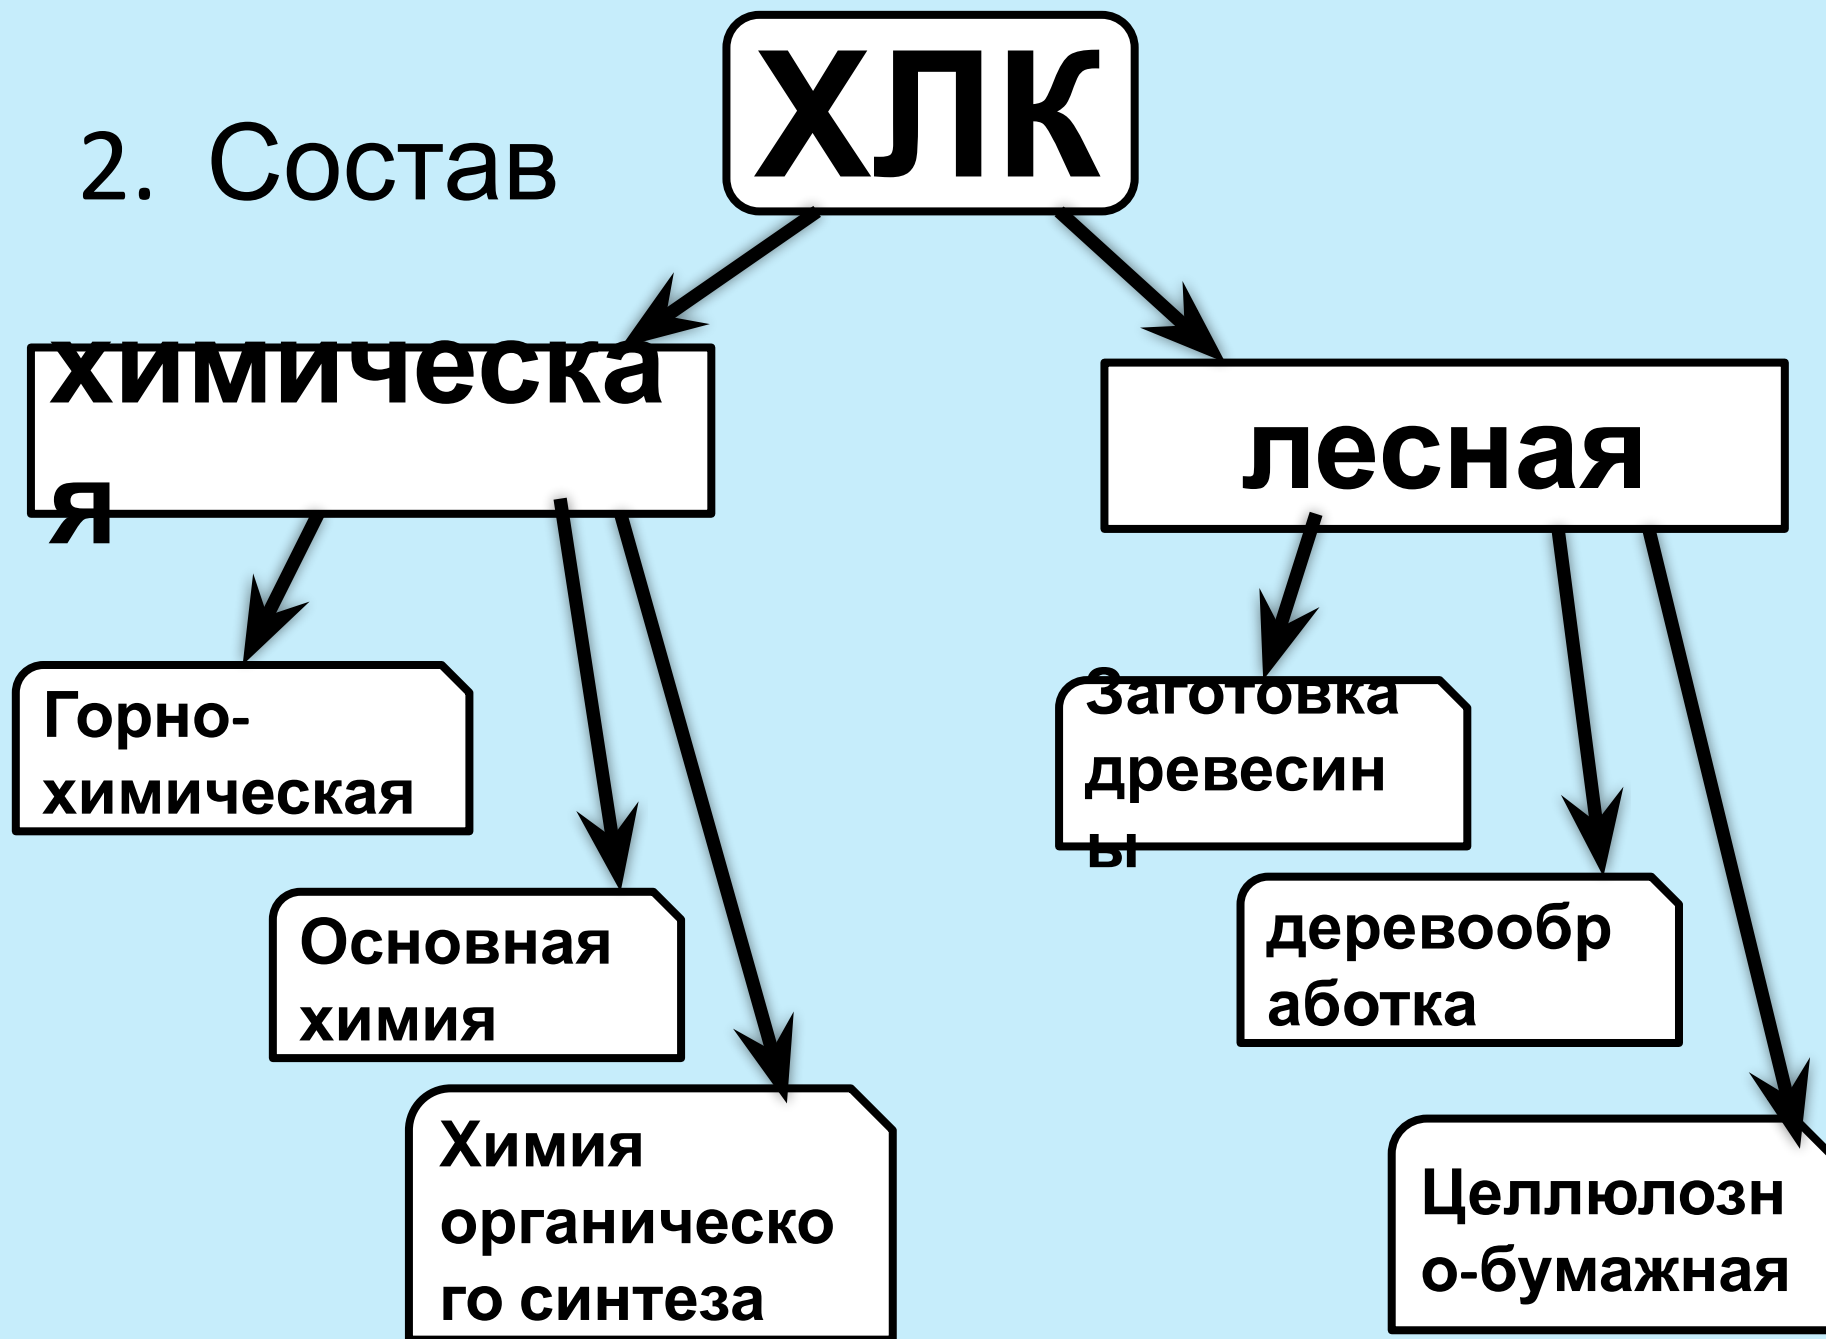 ХЛК
2. Состав
химическа
я
лесная
Горно-
химическая
Заготовка
древесин
ы
Основная
химия
деревообр
аботка
Химия
органическо
го синтеза
Целлюлозн
о-бумажная